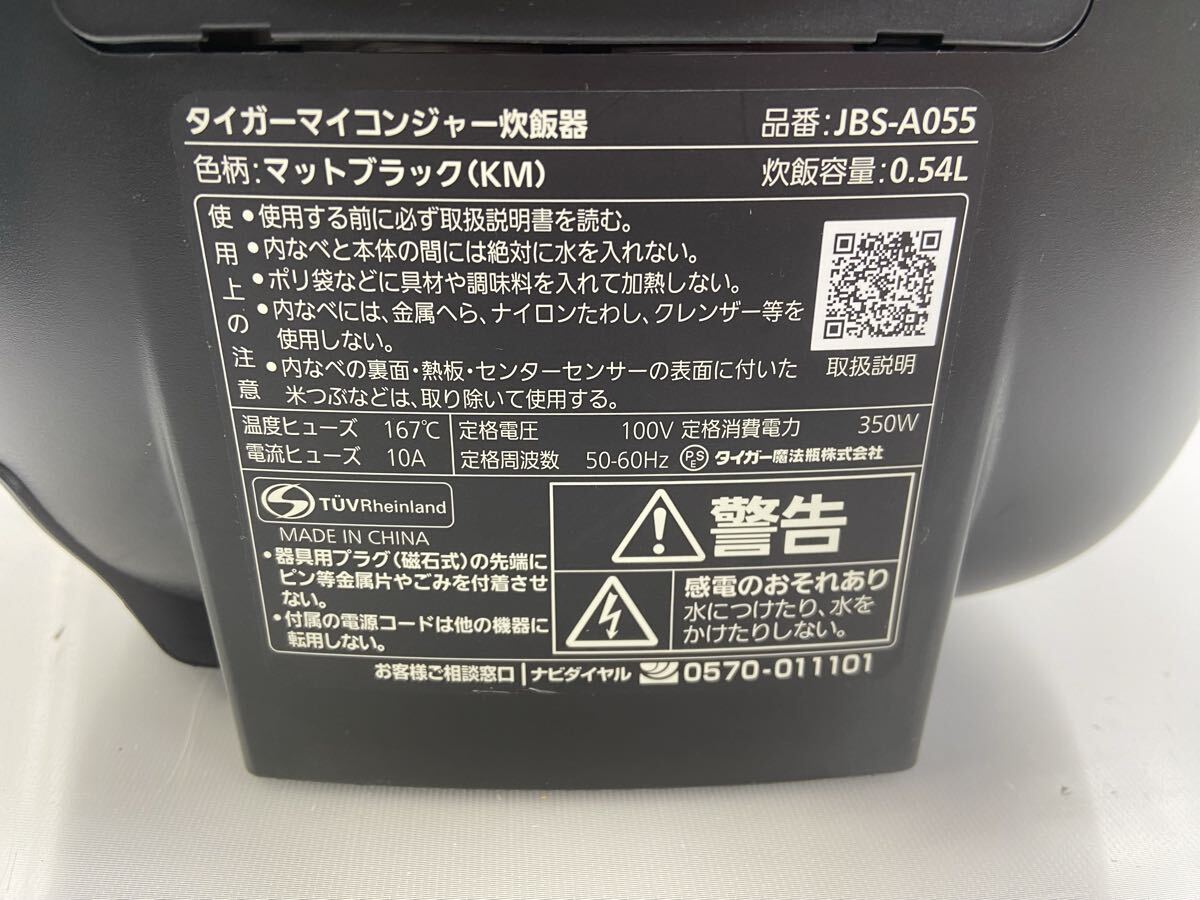 タイガーマイコンジャー炊飯器 品番:JBS-A055
色柄:マットブラック(KM) 炊飯容量:0.54L
使用上の注意
•使用する前に必ず取扱説明書を読む。
•内なべと本体の間には絶対に水を入れない。
•ポリ袋などに具材や調味料を入れて加熱しない。
•内なべには、金属へら、ナイロンたわし、クレンザー等を
使用しない。
•内なべの裏面・熱板・センターセンサーの表面に付いた
米つぶなどは、取り除いて使用する。
取扱説明
温度ヒューズ 167℃ 定格電圧 100V 定格消費電力 350W
電流ヒューズ 10A 定格周波数 50-60Hz PSE タイガー魔法瓶株式会社
TÜVRheinland
MADE IN CHINA
•器具用プラグ(磁石式)の先端に
ピン等金属片やごみを付着させ
ない。
•付属の電源コードは他の機器に
転用しない。
警告
感電のおそれあり
水につけたり、水を
かけたりしない。
お客様ご相談窓口 ナビダイヤル 0570-011101